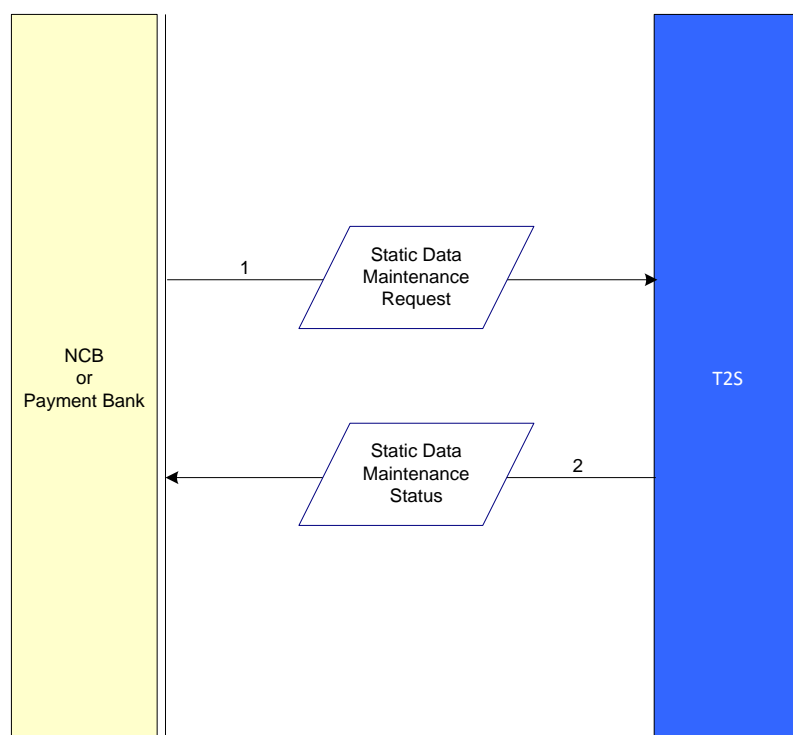 1
Static Data
Maintenance
Request
NCB
or
Payment Bank
T2S
Static Data
Maintenance
Status
2